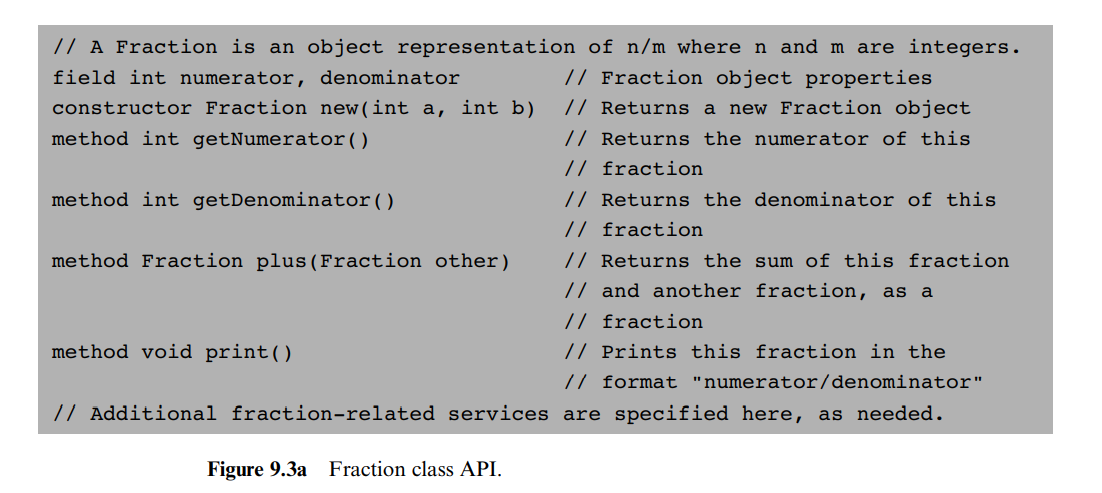 // A Fraction is an object representation of n/m where n and m are integers.
field int numerator, denominator        // Fraction object properties
constructor Fraction new(int a, int b)  // Returns a new Fraction object
method int getNumerator()               // Returns the numerator of this
                                        // fraction
method int getDenominator()             // Returns the denominator of this
                                        // fraction
method Fraction plus(Fraction other)    // Returns the sum of this fraction
                                        // and another fraction, as a
                                        // fraction
method void print()                     // Prints this fraction in the
                                        // format "numerator/denominator"
// Additional fraction-related services are specified here, as needed.
Figure 9.3a  Fraction class API.